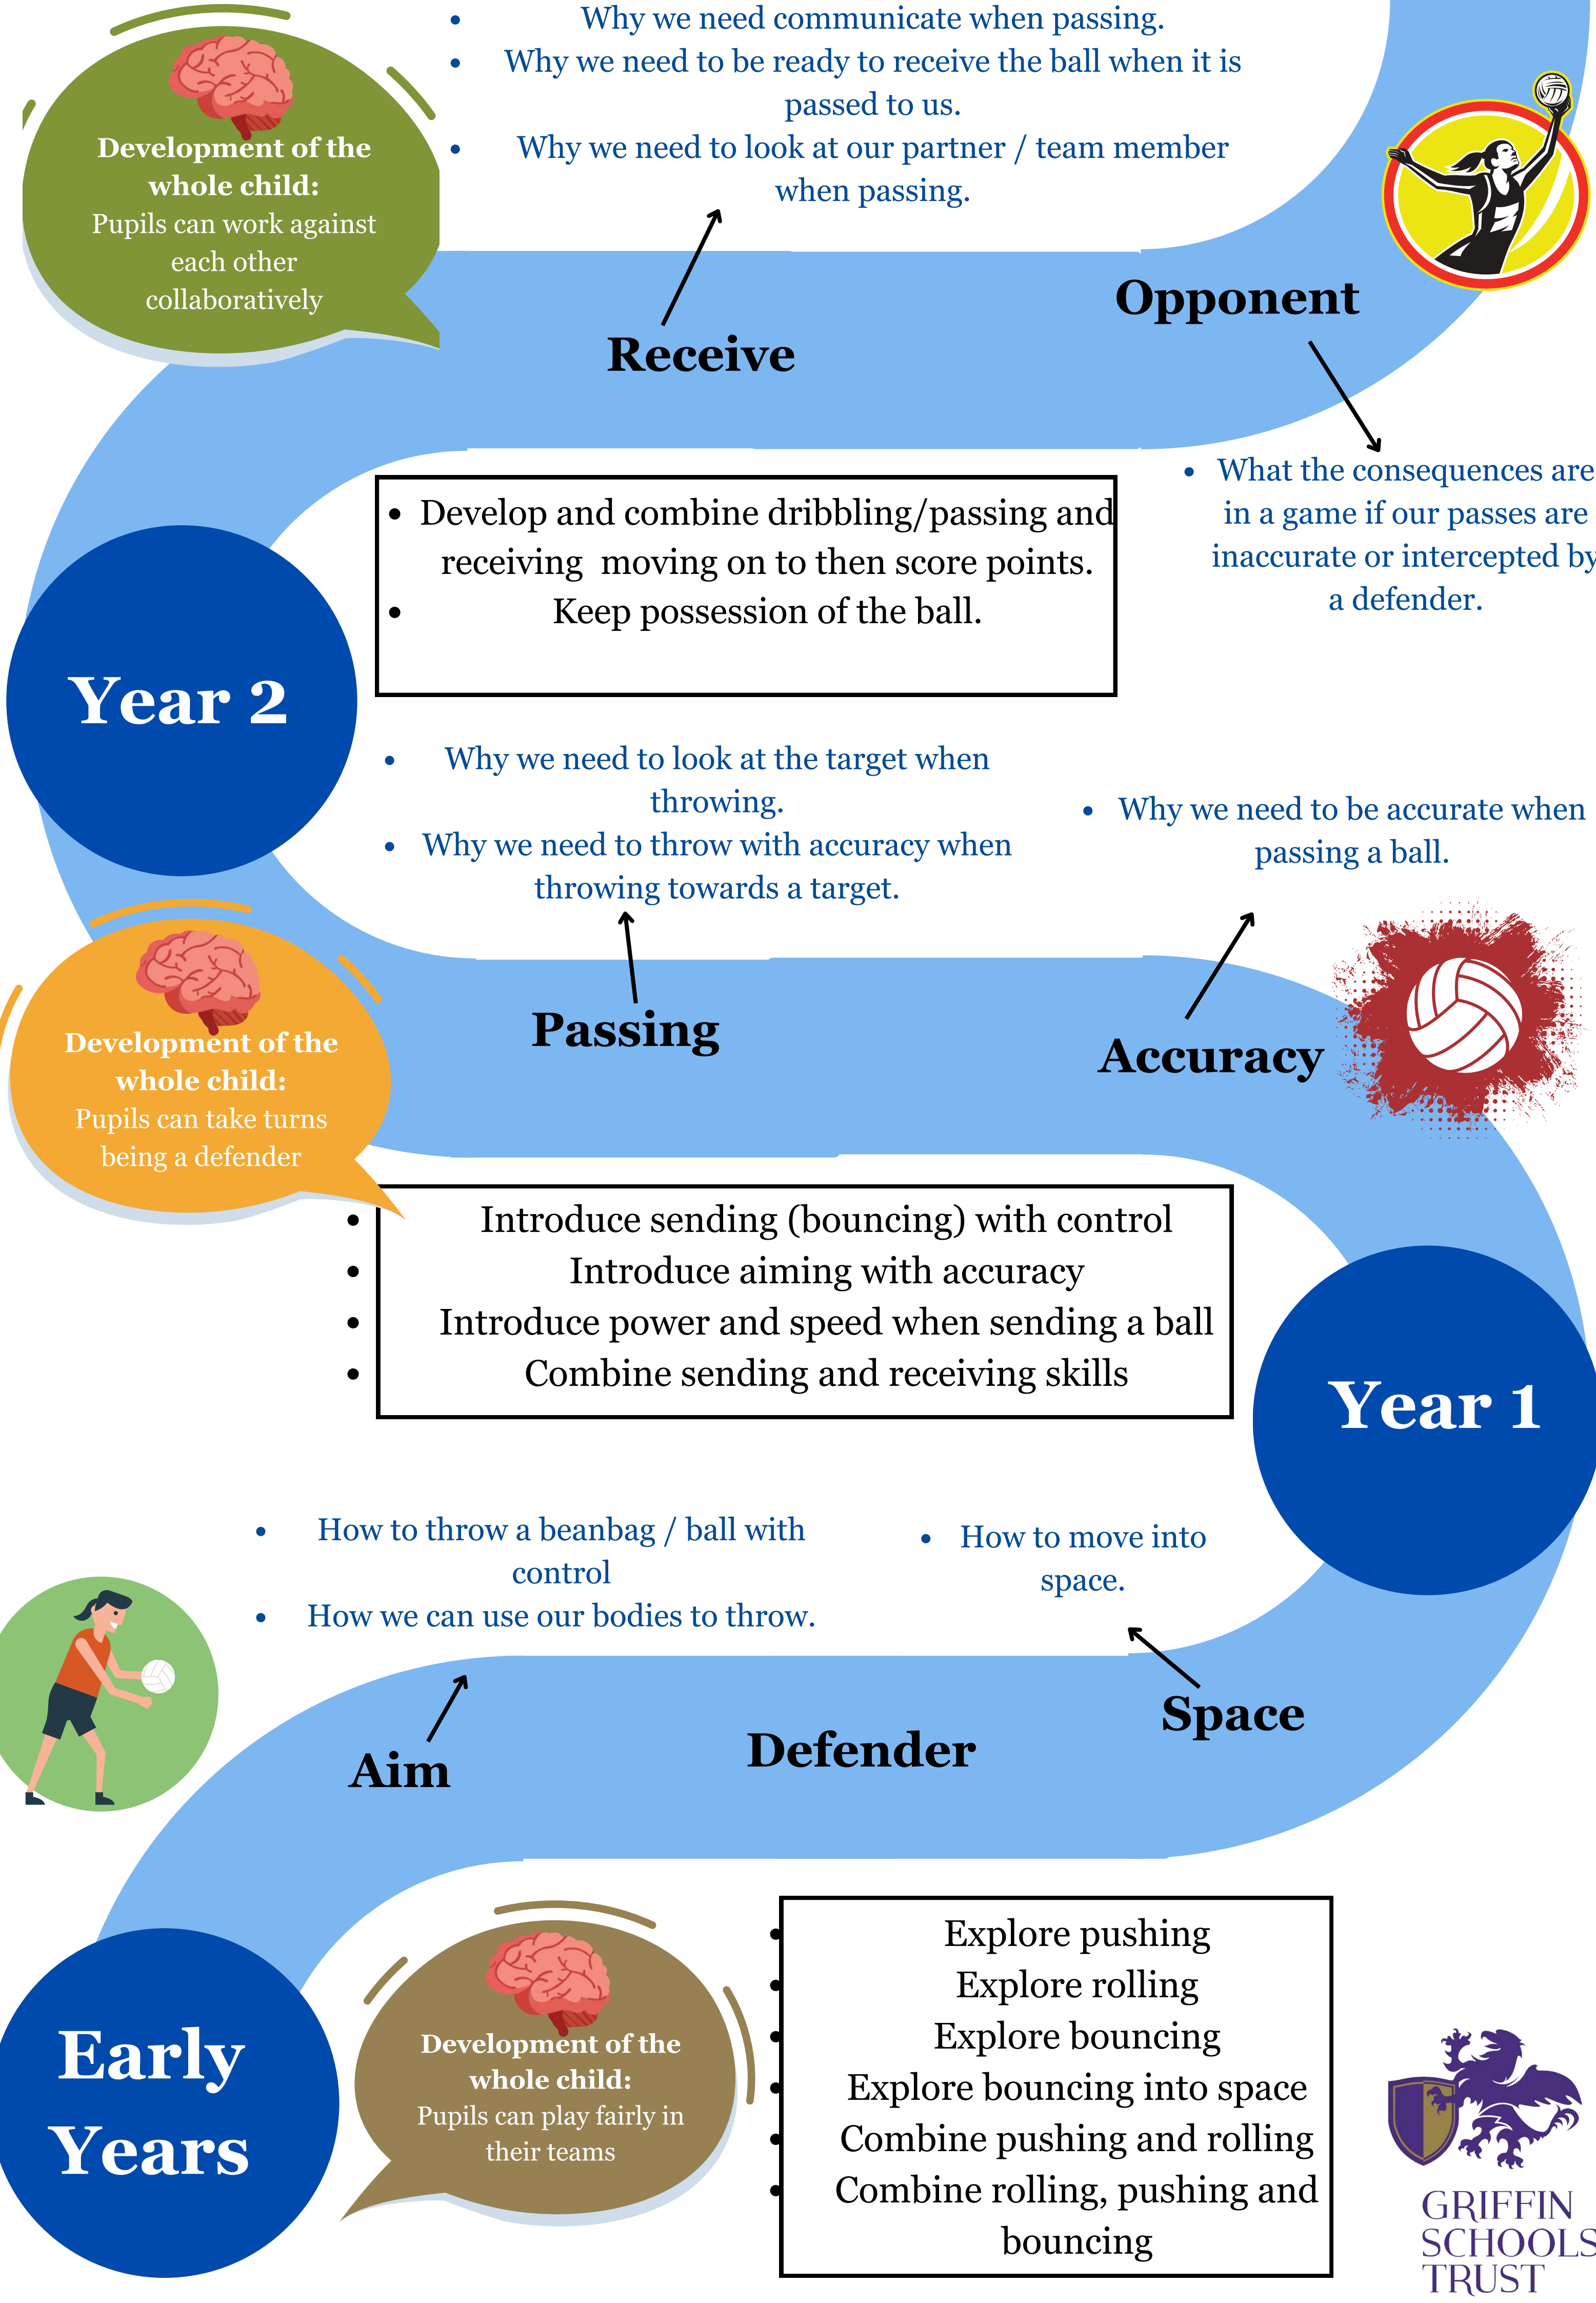 • Why we need communicate when passing.
• Why we need to be ready to receive the ball when it is
passed to us.
• Why we need to look at our partner / team member
when passing.
Development of the
whole child:
Pupils can work against
each other
collaboratively
Receive
Opponent
• What the consequences are
in a game if our passes are
inaccurate or intercepted by
a defender.
• Develop and combine dribbling/passing and
receiving  moving on to then score points.
• Keep possession of the ball.
Year 2
• Why we need to look at the target when
throwing.
• Why we need to throw with accuracy when
throwing towards a target.
• Why we need to be accurate when
passing a ball.
Passing
Accuracy
Development of the
whole child:
Pupils can take turns
being a defender
• Introduce sending (bouncing) with control
• Introduce aiming with accuracy
• Introduce power and speed when sending a ball
• Combine sending and receiving skills
Year 1
• How to throw a beanbag / ball with
control
• How we can use our bodies to throw.
• How to move into
space.
Aim
Defender
Space
Early
Years
Development of the
whole child:
Pupils can play fairly in
their teams
• Explore pushing
• Explore rolling
• Explore bouncing
• Explore bouncing into space
• Combine pushing and rolling
• Combine rolling, pushing and
bouncing
GRIFFIN
SCHOOLS
TRUST